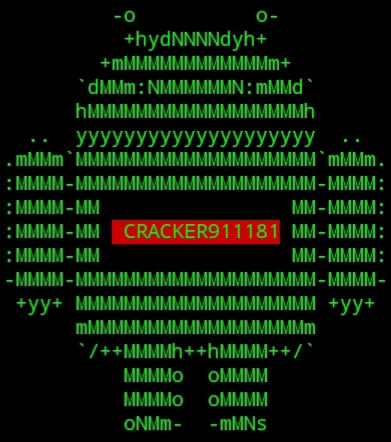 -o            o-
+hydNNNNdyh+
+mMMMMMMMMMMMMm+
`dMMm:NMMMMMMN:mMMd`
hMMMMMMMMMMMMMMMMMMh
.. yyyyyyyyyyyyyyyyyyyy ..
.mMMm`MMMMMMMMMMMMMMMMMMMM`mMMm.
:MMMM-MMMMMMMMMMMMMMMMMMMM-MMMM:
:MMMM-MM                MM-MMMM:
:MMMM-MM CRACKER911181 MM-MMMM:
:MMMM-MM                MM-MMMM:
-MMMM-MMMMMMMMMMMMMMMMMMMM-MMMM-
+yy+ MMMMMMMMMMMMMMMMMMMM +yy+
mMMMMMMMMMMMMMMMMMMm
`/++MMMMh++hMMMM++/`
MMMMo  oMMMM
MMMMo  oMMMM
oNMm-  -mMNs